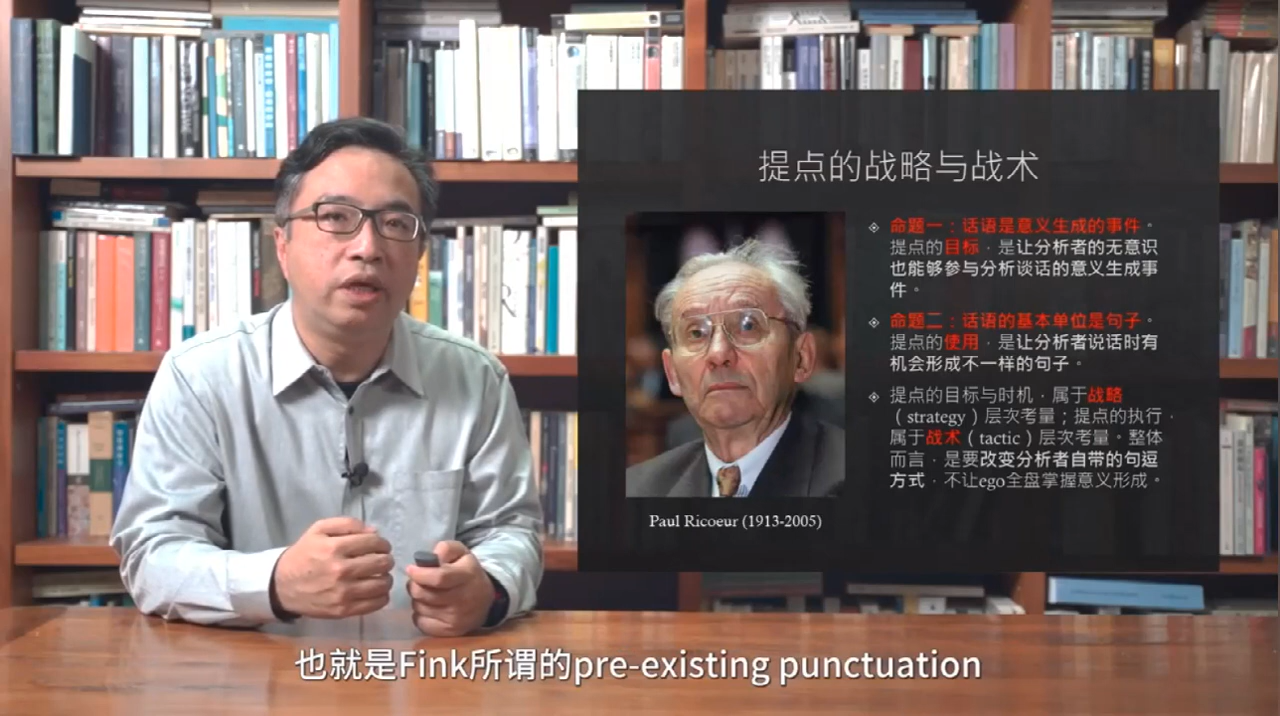 提点的战略与战术
命题一：话语是意义生成的事件。
提点的目标，是让分析者的无意识
也能够参与分析谈话的意义生成事
件。
命题二：话语的基本单位是句子。
提点的使用，是让分析者说话时有
机会形成不一样的句子。
提点的目标与时机，属于战略
（strategy）层次考量；提点的执行，
属于战术（tactic）层次考量。整体
而言，是要改变分析者自带的句逗
方式，不让ego全盘掌握意义形成。
Paul Ricoeur (1913-2005)
也就是Fink所谓的pre-existing punctuation